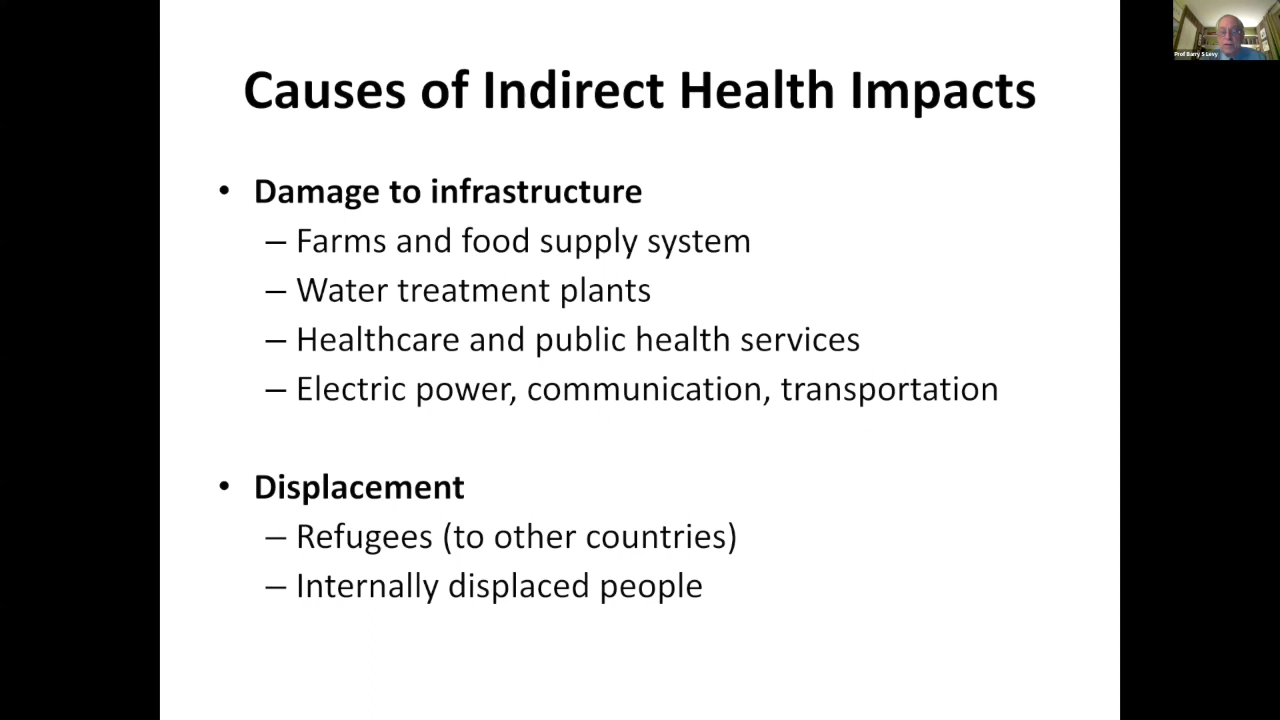 Prof Barry S Levy
Causes of Indirect Health Impacts
• Damage to infrastructure
– Farms and food supply system
– Water treatment plants
– Healthcare and public health services
– Electric power, communication, transportation
• Displacement
– Refugees (to other countries)
– Internally displaced people